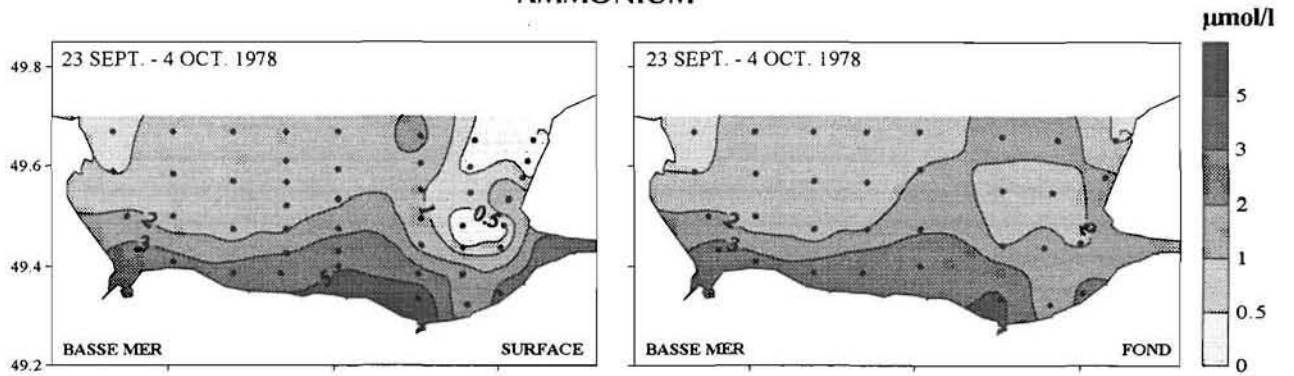 AMMONIUM
µmol/l
23 SEPT. - 4 OCT. 1978
23 SEPT. - 4 OCT. 1978
49.8
49.6
49.4
49.2
2
3
5
1
0.5
2
3
2
5
3
2
1
0.5
0
BASSE MER
SURFACE
BASSE MER
FOND